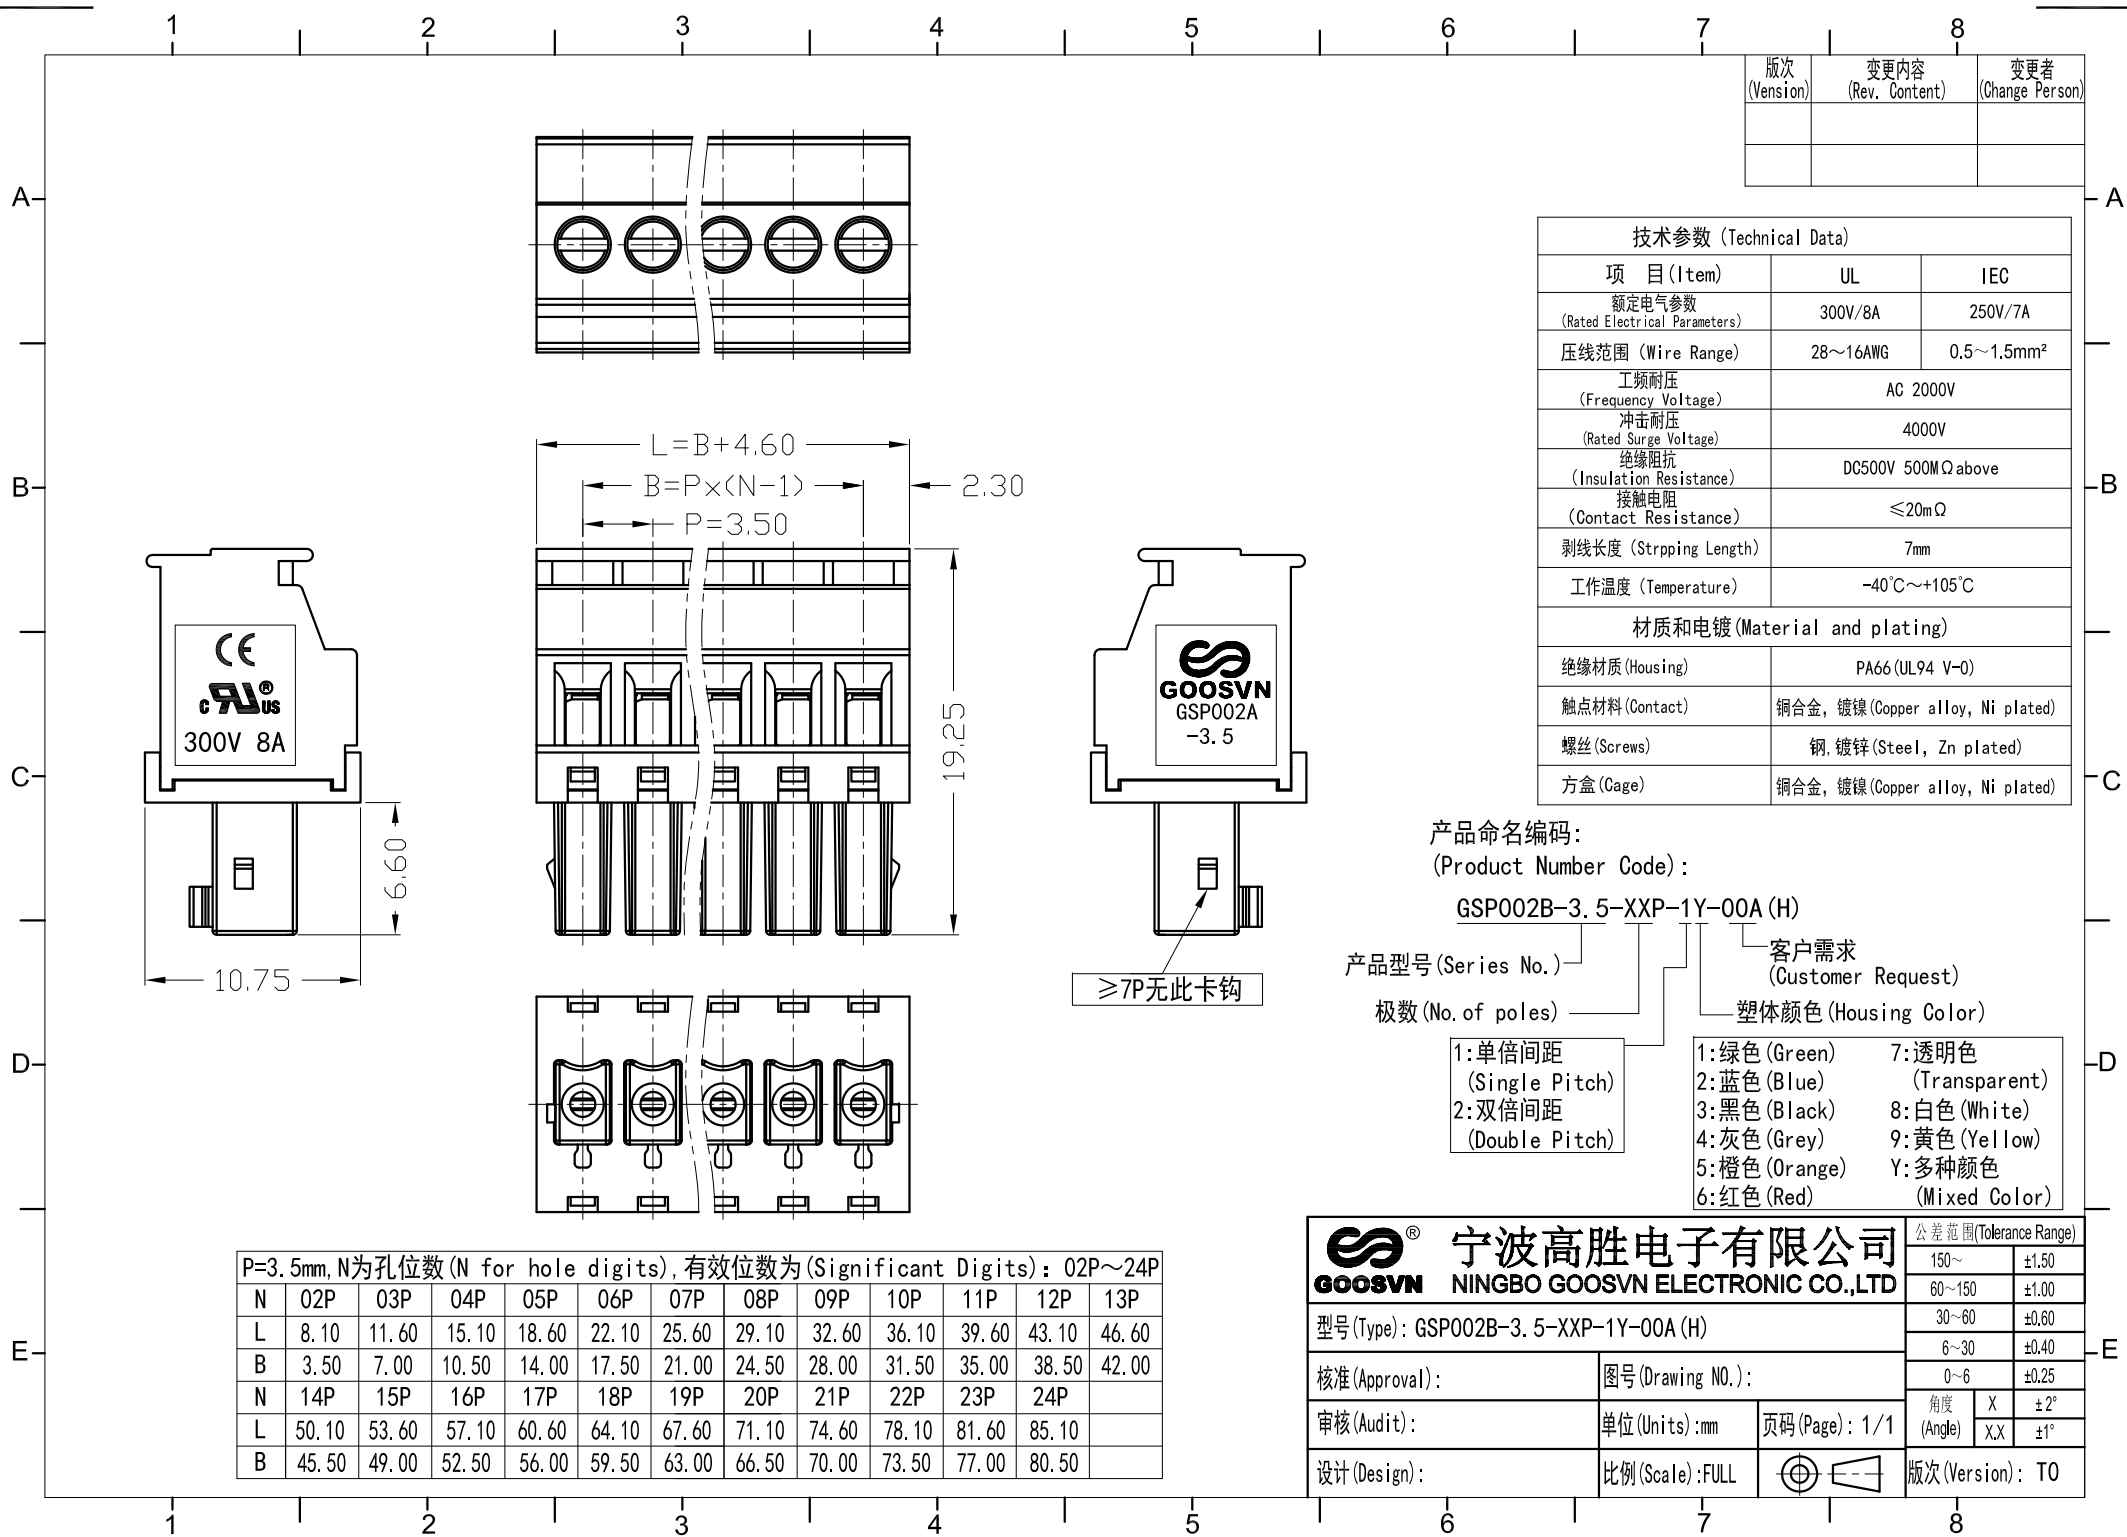 1 2 3 4 5 6 7 8
版次 变更内容 变更者
(Vension) (Rev. Content) (Change Person)
A A
技术参数 (Technical Data)
项 目(Item) UL IEC
额定电气参数
(Rated Electrical Parameters) 300V/8A 250V/7A
压线范围 (Wire Range) 28~16AWG 0.5~1.5mm²
工频耐压
(Frequency Voltage) AC 2000V
冲击耐压
(Rated Surge Voltage) 4000V
绝缘阻抗
(Insulation Resistance) DC500V 500MΩabove
接触电阻
(Contact Resistance) ≤20mΩ
剥线长度 (Strpping Length) 7mm
工作温度 (Temperature) -40℃~+105℃
材质和电镀(Material and plating)
绝缘材质(Housing) PA66(UL94 V-0)
触点材料(Contact) 铜合金, 镀镍(Copper alloy, Ni plated)
螺丝(Screws) 钢,镀锌(Steel, Zn plated)
方盒(Cage) 铜合金, 镀镍(Copper alloy, Ni plated)
L=B+4.60
B B
B=P×(N-1) 2.30
P=3.50
CE
c RU ® US
300V 8A
GOOSVN
GSP002A
-3.5
19.25
C C
6.60
10.75
≥7P无此卡钩
产品命名编码:
(Product Number Code):
GSP002B-3.5-XXP-1Y-00A(H)
客户需求
产品型号(Series No.)
(Customer Request)
极数(No.of poles) 塑体颜色(Housing Color)
D D
1:单倍间距
(Single Pitch)
2:双倍间距
(Double Pitch)
1:绿色(Green) 7:透明色
2:蓝色(Blue) (Transparent)
3:黑色(Black) 8:白色(White)
4:灰色(Grey) 9:黄色(Yellow)
5:橙色(Orange) Y:多种颜色
6:红色(Red) (Mixed Color)
P=3.5mm,N为孔位数(N for hole digits),有效位数为(Significant Digits): 02P~24P
N 02P 03P 04P 05P 06P 07P 08P 09P 10P 11P 12P 13P
L 8.10 11.60 15.10 18.60 22.10 25.60 29.10 32.60 36.10 39.60 43.10 46.60
B 3.50 7.00 10.50 14.00 17.50 21.00 24.50 28.00 31.50 35.00 38.50 42.00
N 14P 15P 16P 17P 18P 19P 20P 21P 22P 23P 24P
L 50.10 53.60 57.10 60.60 64.10 67.60 71.10 74.60 78.10 81.60 85.10
B 45.50 49.00 52.50 56.00 59.50 63.00 66.50 70.00 73.50 77.00 80.50
E E
® 宁波高胜电子有限公司
GOOSVN NINGBO GOOSVN ELECTRONIC CO.,LTD
型号(Type): GSP002B-3.5-XXP-1Y-00A(H)
核准(Approval): 图号(Drawing NO.):
审核(Audit): 单位(Units):mm 页码(Page): 1/1
设计(Design): 比例(Scale):FULL
公差范围(Tolerance Range)
150~ ±1.50
60~150 ±1.00
30~60 ±0.60
6~30 ±0.40
0~6 ±0.25
角度 X ±2°
(Angle) X.X ±1°
版次(Version): T0
1 2 3 4 5 6 7 8